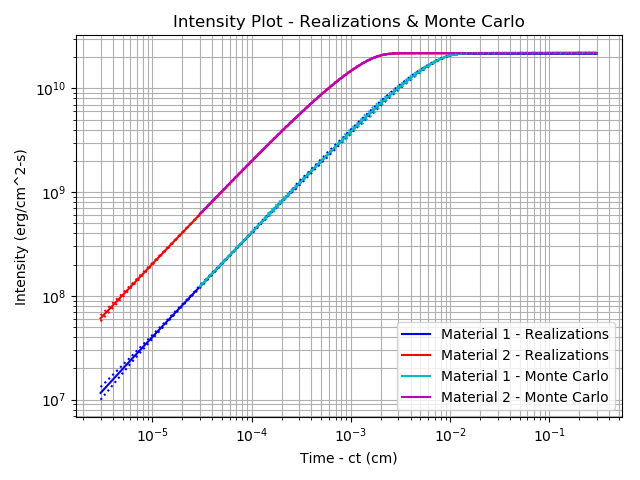 Intensity Plot - Realizations & Monte Carlo
Intensity (erg/cm^2-s)
10^10
10^9
10^8
10^7
Material 1 - Realizations
Material 2 - Realizations
Material 1 - Monte Carlo
Material 2 - Monte Carlo
10^-5 10^-4 10^-3 10^-2 10^-1
Time - ct (cm)